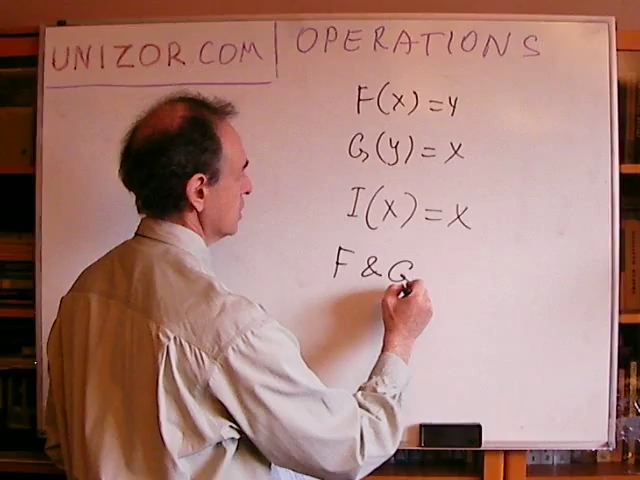 UNIZOR.COM | OPERATIONS
F(x) = y
G(y) = x
I(x) = x
F & G